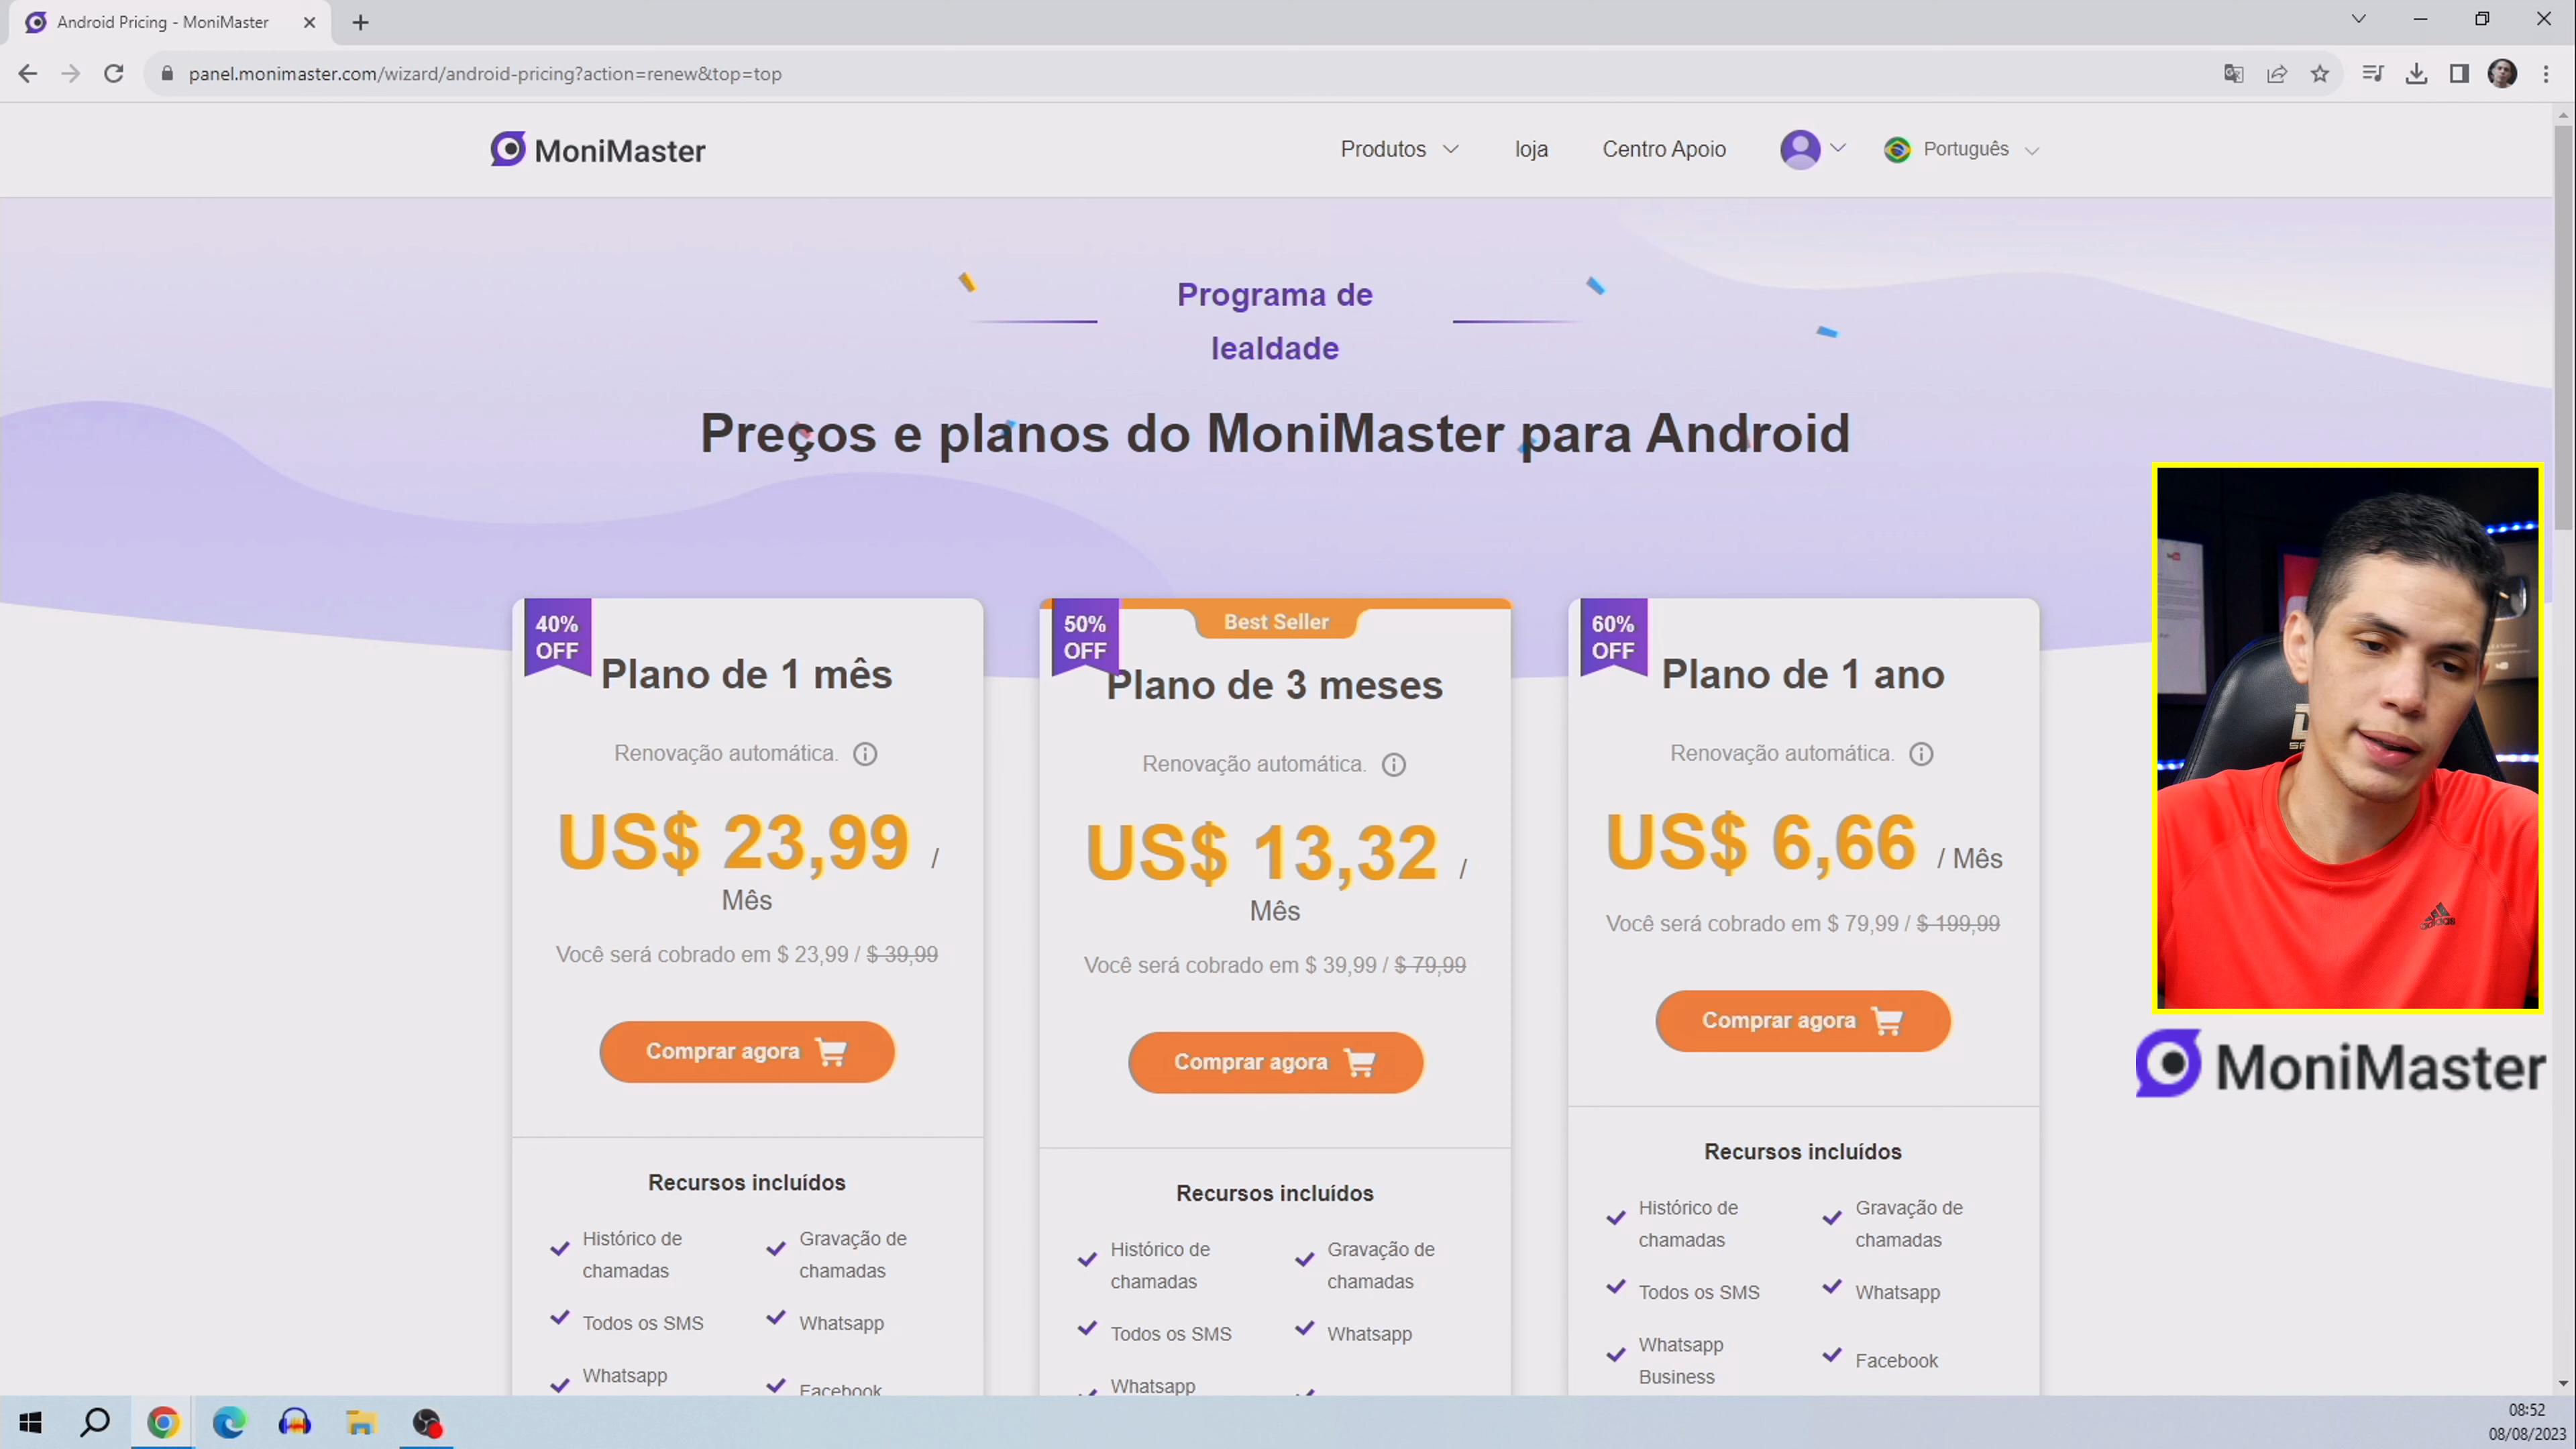 Android Pricing - MoniMaster
panel.monimaster.com/wizard/android-pricing?action=renew&top=top
MoniMaster
Produtos
loja
Centro Apoio
Português
Programa de
lealdade
Preços e planos do MoniMaster para Android
40%
OFF
Plano de 1 mês
Renovação automática.
US$ 23,99 /
Mês
Você será cobrado em $ 23,99 / $ 39,99
Comprar agora
Recursos incluídos
Histórico de
chamadas
Gravação de
chamadas
Todos os SMS
Whatsapp
Whatsapp
Facebook
50%
OFF
Best Seller
Plano de 3 meses
Renovação automática.
US$ 13,32 /
Mês
Você será cobrado em $ 39,99 / $ 79,99
Comprar agora
Recursos incluídos
Histórico de
chamadas
Gravação de
chamadas
Todos os SMS
Whatsapp
Whatsapp
60%
OFF
Plano de 1 ano
Renovação automática.
US$ 6,66 / Mês
Você será cobrado em $ 79,99 / $ 199,99
Comprar agora
Recursos incluídos
Histórico de
chamadas
Gravação de
chamadas
Todos os SMS
Whatsapp
Whatsapp
Business
Facebook
adidas
MoniMaster
08:52
08/08/2023